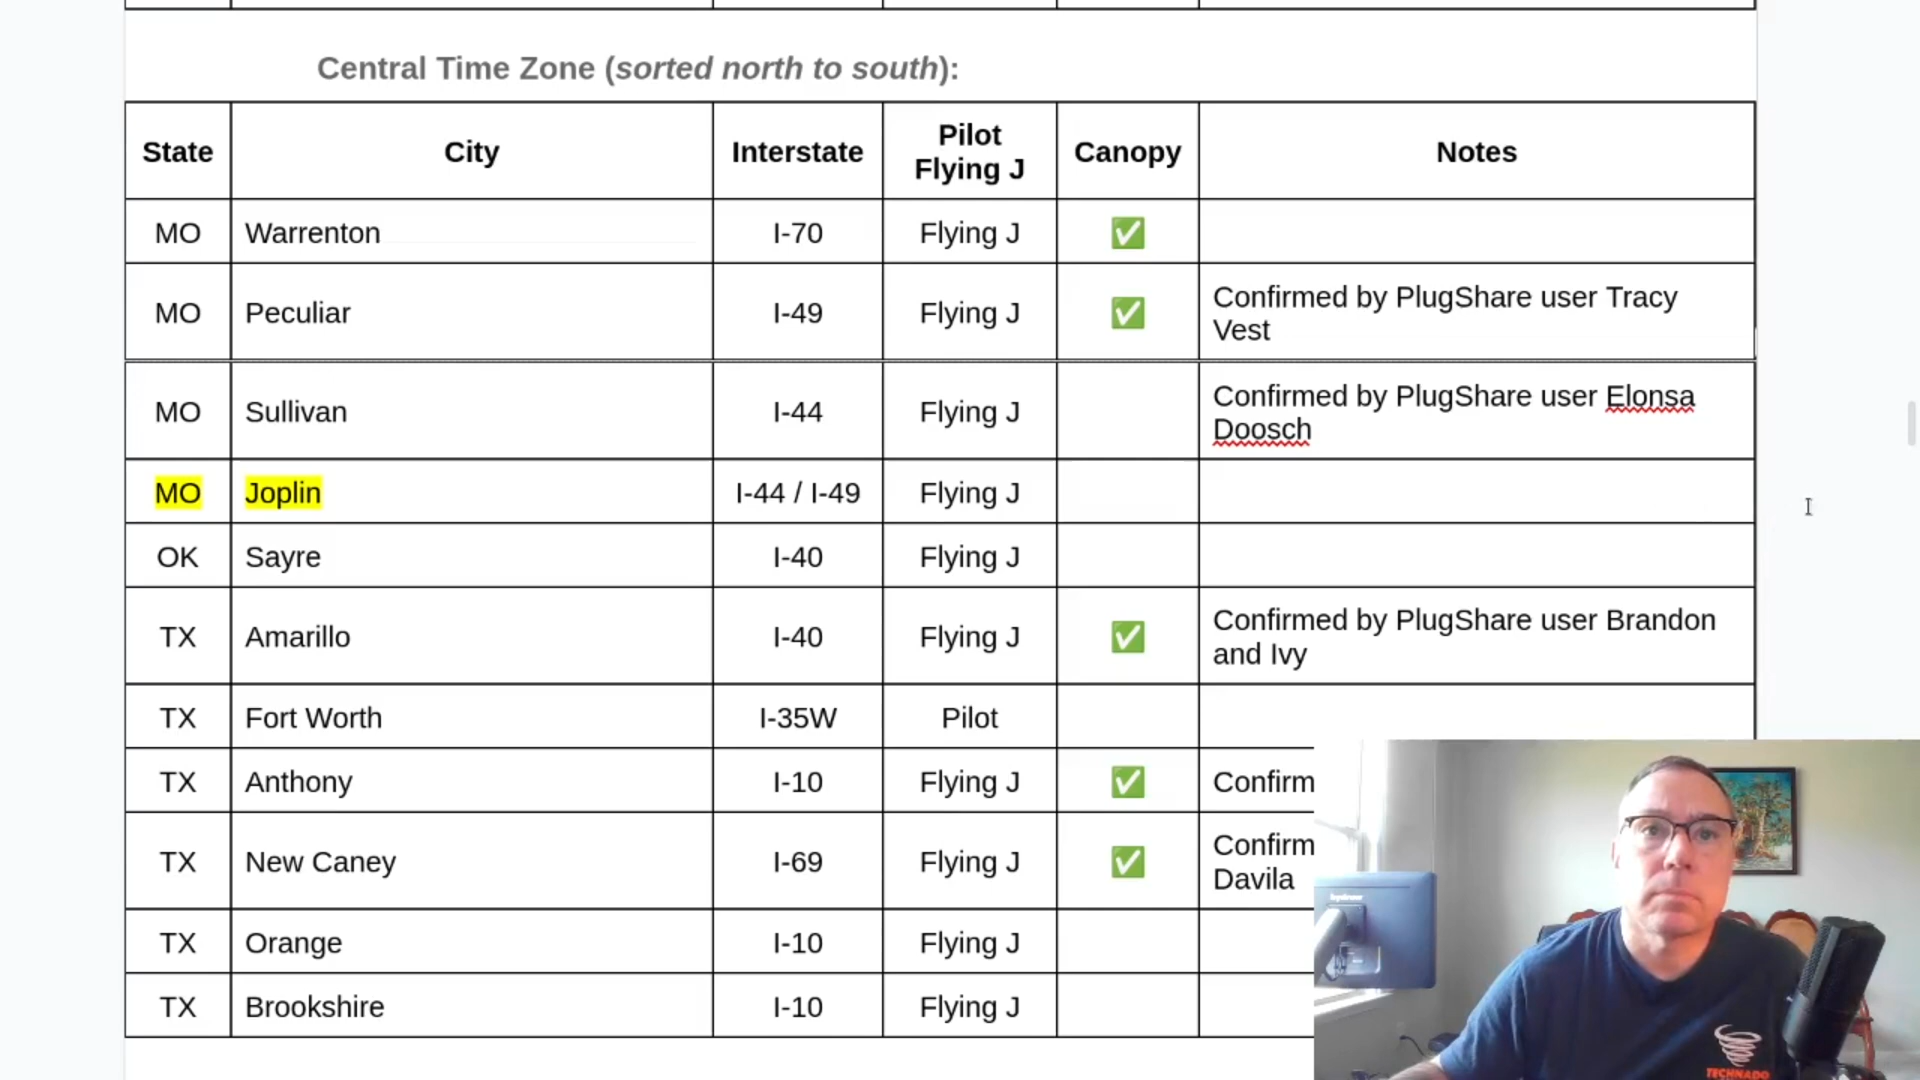 Central Time Zone (sorted north to south):
State City Interstate Pilot Flying J Canopy Notes
MO Warrenton I-70 Flying J ✅
MO Peculiar I-49 Flying J ✅ Confirmed by PlugShare user Tracy
Vest
MO Sullivan I-44 Flying J Confirmed by PlugShare user Elonsa
Doosch
MO Joplin I-44 / I-49 Flying J
OK Sayre I-40 Flying J
TX Amarillo I-40 Flying J ✅ Confirmed by PlugShare user Brandon
and Ivy
TX Fort Worth I-35W Pilot
TX Anthony I-10 Flying J ✅ Confirm
TX New Caney I-69 Flying J ✅ Confirm
Davila
TX Orange I-10 Flying J
TX Brookshire I-10 Flying J
TECHNADO